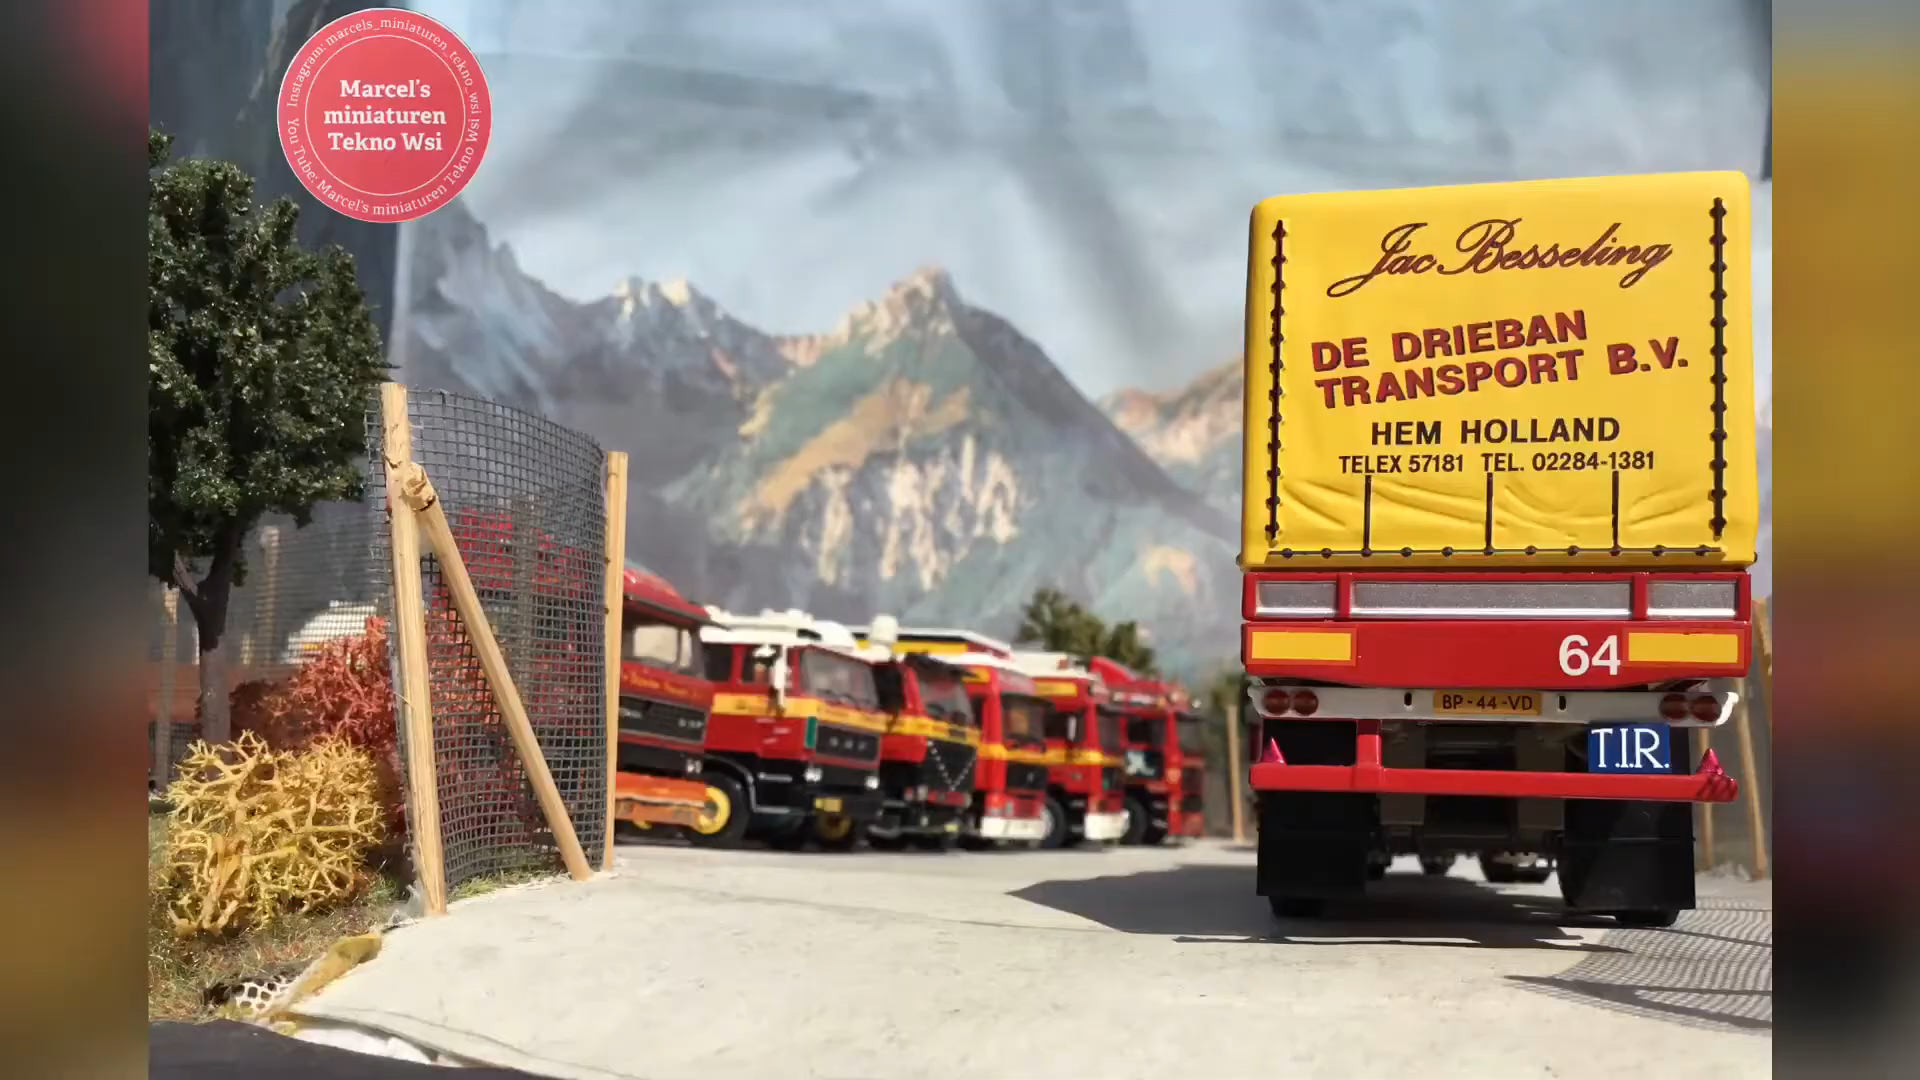 Instagram: marcels_miniaturen_tekno_wsi
Marcel's
miniaturen
Tekno Wsi
You Tube: Marcel's miniaturen Tekno Wsi
Jac Besseling
DE DRIEBAN
TRANSPORT B.V.
HEM HOLLAND
TELEX 57181 TEL. 02284-1381
64
BP-44-VD
T.I.R.